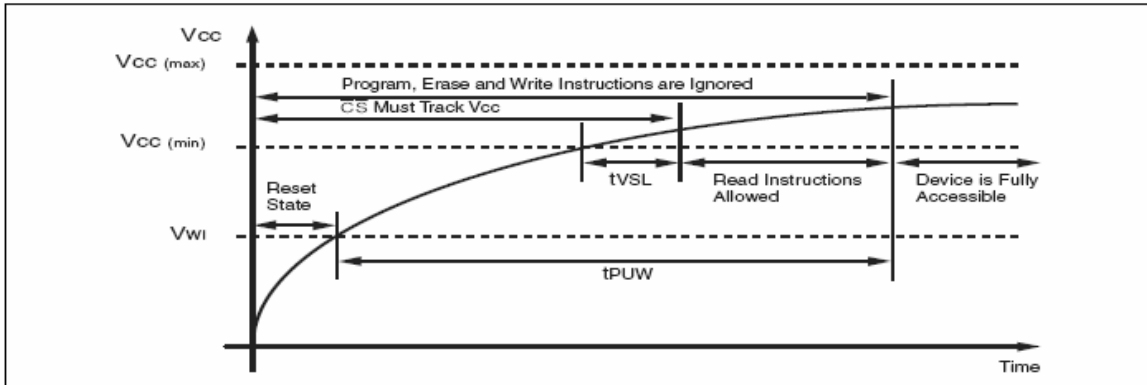 Vcc
Vcc (max)
Program, Erase and Write Instructions are Ignored
CS Must Track Vcc
Vcc (min)
tVSL
Read Instructions
Allowed
Device is Fully
Accessible
Reset
State
VWI
tPUW
Time